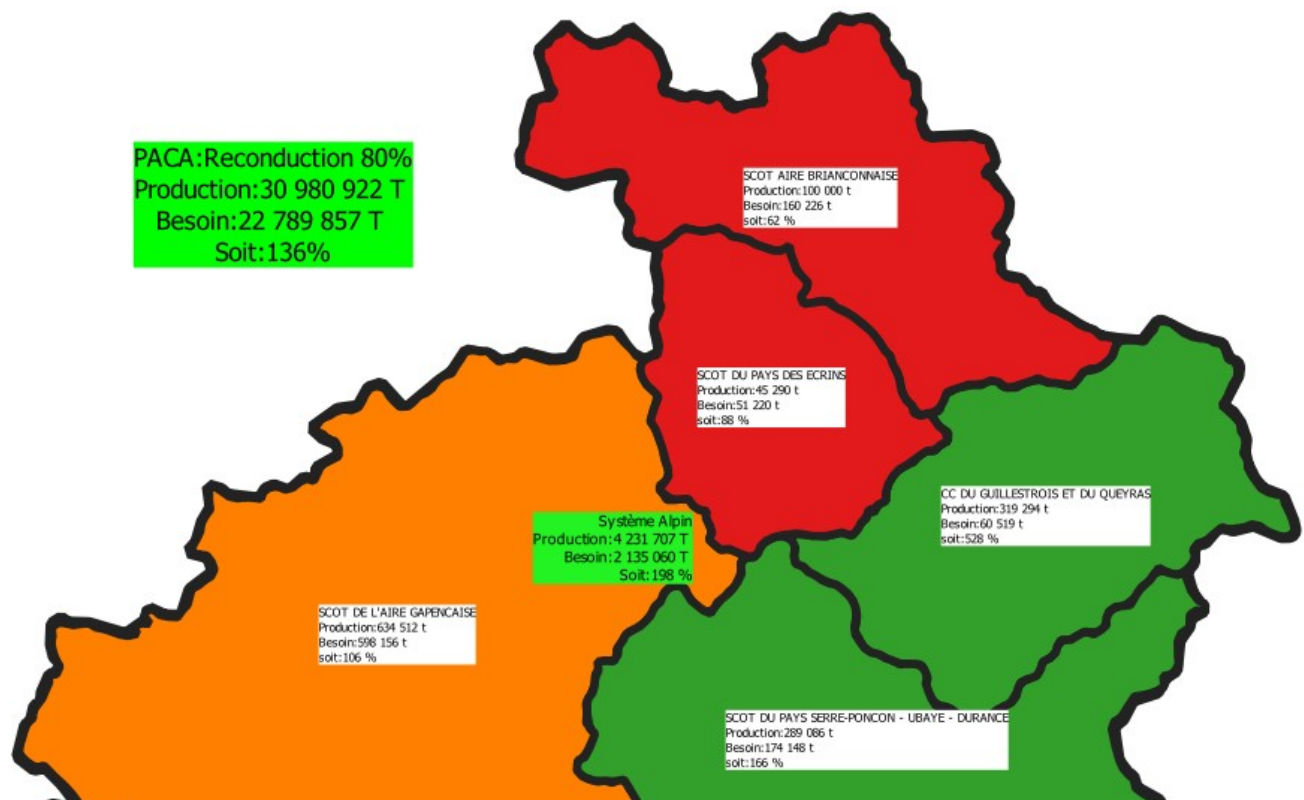 PACA:Reconduction 80%
Production:30 980 922 T
Besoin:22 789 857 T
Soit:136%
SCOT AIRE BRIANCONNAISE
Production:100 000 t
Besoin:160 226 t
soit:62 %
SCOT DU PAYS DES ECRINS
Production:45 290 t
Besoin:51 220 t
soit:88 %
CC DU GUILLESTROIS ET DU QUEYRAS
Production:319 294 t
Besoin:60 519 t
soit:528 %
Système Alpin
Production:4 231 707 T
Besoin:2 135 060 T
Soit:198 %
SCOT DE L'AIRE GAPENCAISE
Production:634 512 t
Besoin:598 156 t
soit:106 %
SCOT DU PAYS SERRE-PONCON - UBAYE - DURANCE
Production:289 086 t
Besoin:174 148 t
soit:166 %